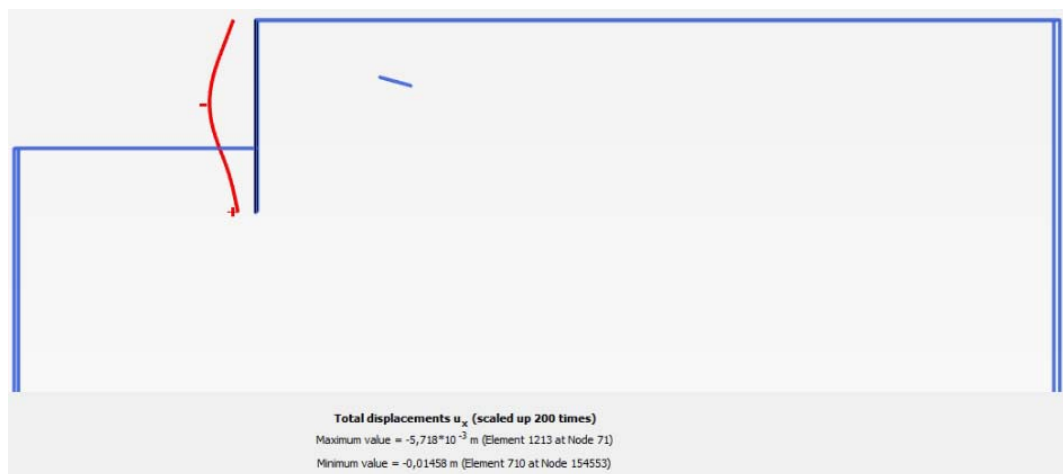 Total displacements uₓ (scaled up 200 times)
Maximum value = -5,718*10⁻³ m (Element 1213 at Node 71)
Minimum value = -0,01458 m (Element 710 at Node 154553)